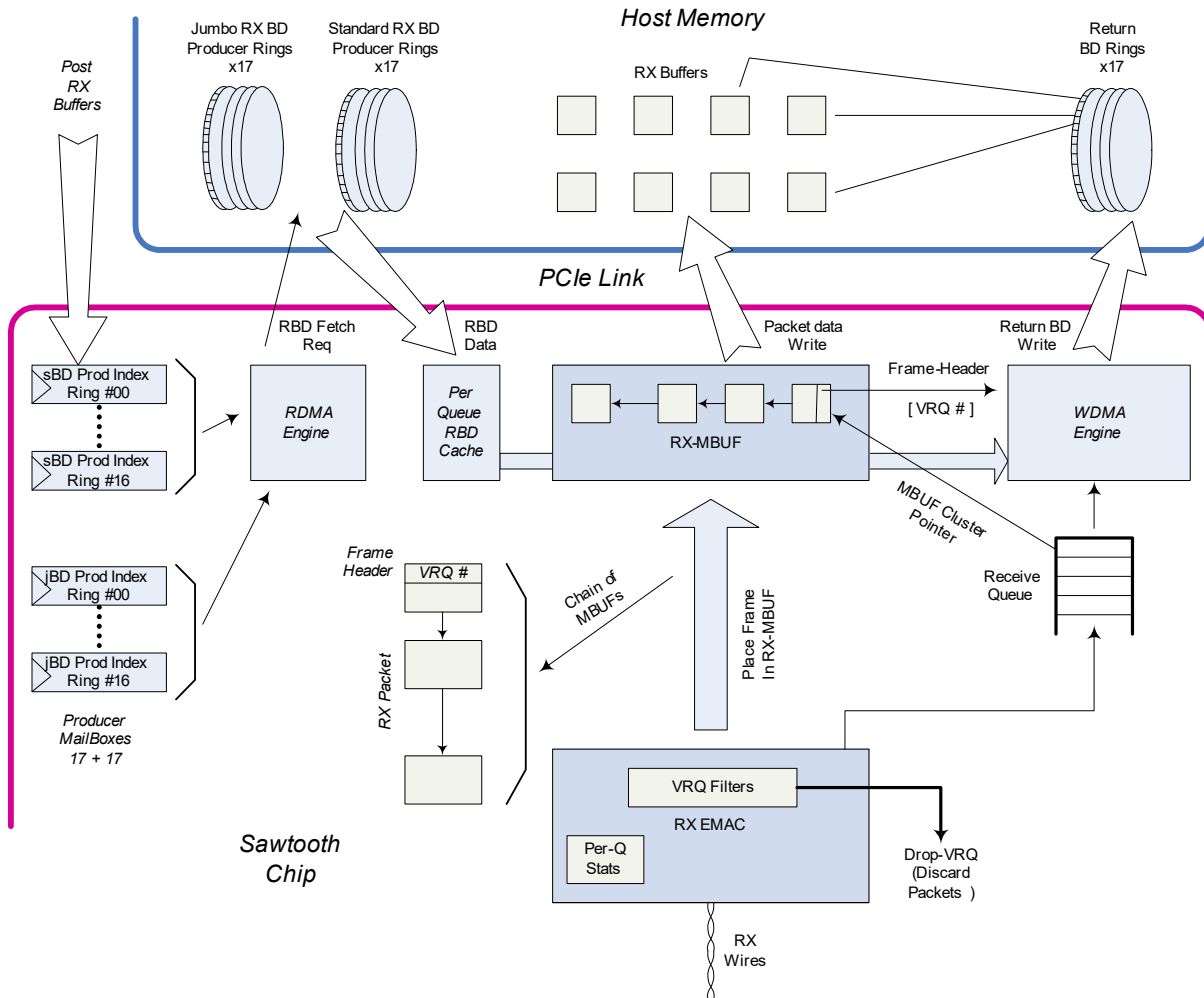 Host Memory
Jumbo RX BD
Producer Rings
x17
Standard RX BD
Producer Rings
x17
Return
BD Rings
x17
Post
RX
Buffers
RX Buffers
PCIe Link
RBD Fetch
Req
RBD
Data
Packet data
Write
Return BD
Write
sBD Prod Index
Ring #00
sBD Prod Index
Ring #16
RDMA
Engine
Per
Queue
RBD
Cache
RX-MBUF
Frame-Header
[ VRQ # ]
WDMA
Engine
MBUF Cluster
Pointer
jBD Prod Index
Ring #00
jBD Prod Index
Ring #16
Producer
MailBoxes
17 + 17
Frame
Header
VRQ #
RX Packet
Chain of
MBUFs
Place Frame
In RX-MBUF
Receive
Queue
VRQ Filters
RX EMAC
Per-Q
Stats
Drop-VRQ
(Discard
Packets )
Sawtooth
Chip
RX
Wires